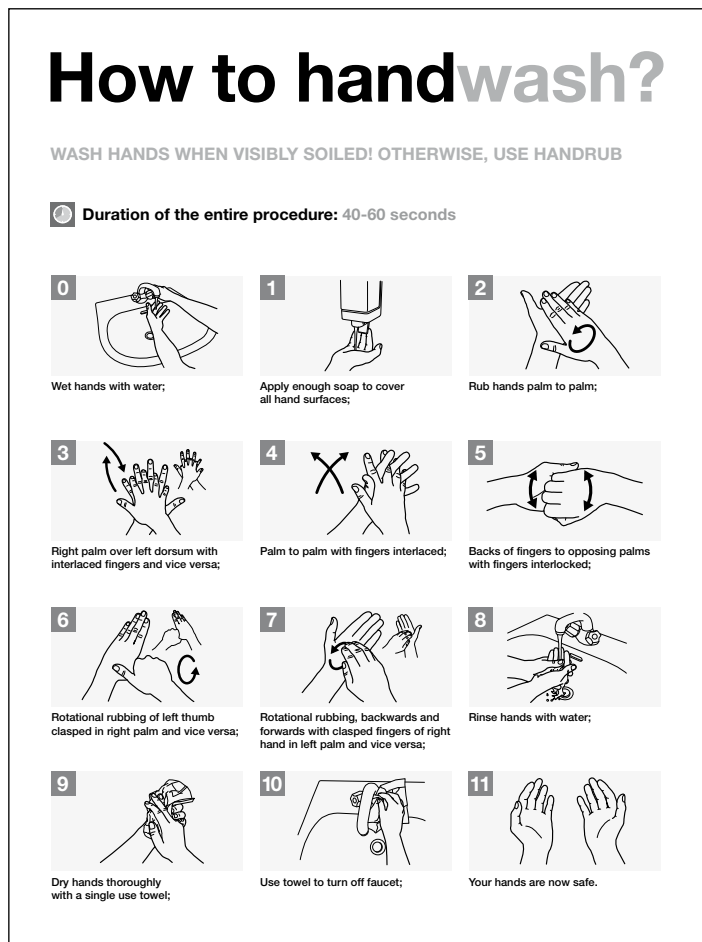 How to handwash?
WASH HANDS WHEN VISIBLY SOILED! OTHERWISE, USE HANDRUB
Duration of the entire procedure: 40-60 seconds
0
Wet hands with water;
1
Apply enough soap to cover
all hand surfaces;
2
Rub hands palm to palm;
3
Right palm over left dorsum with
interlaced fingers and vice versa;
4
Palm to palm with fingers interlaced;
5
Backs of fingers to opposing palms
with fingers interlocked;
6
Rotational rubbing of left thumb
clasped in right palm and vice versa;
7
Rotational rubbing, backwards and
forwards with clasped fingers of right
hand in left palm and vice versa;
8
Rinse hands with water;
9
Dry hands thoroughly
with a single use towel;
10
Use towel to turn off faucet;
11
Your hands are now safe.